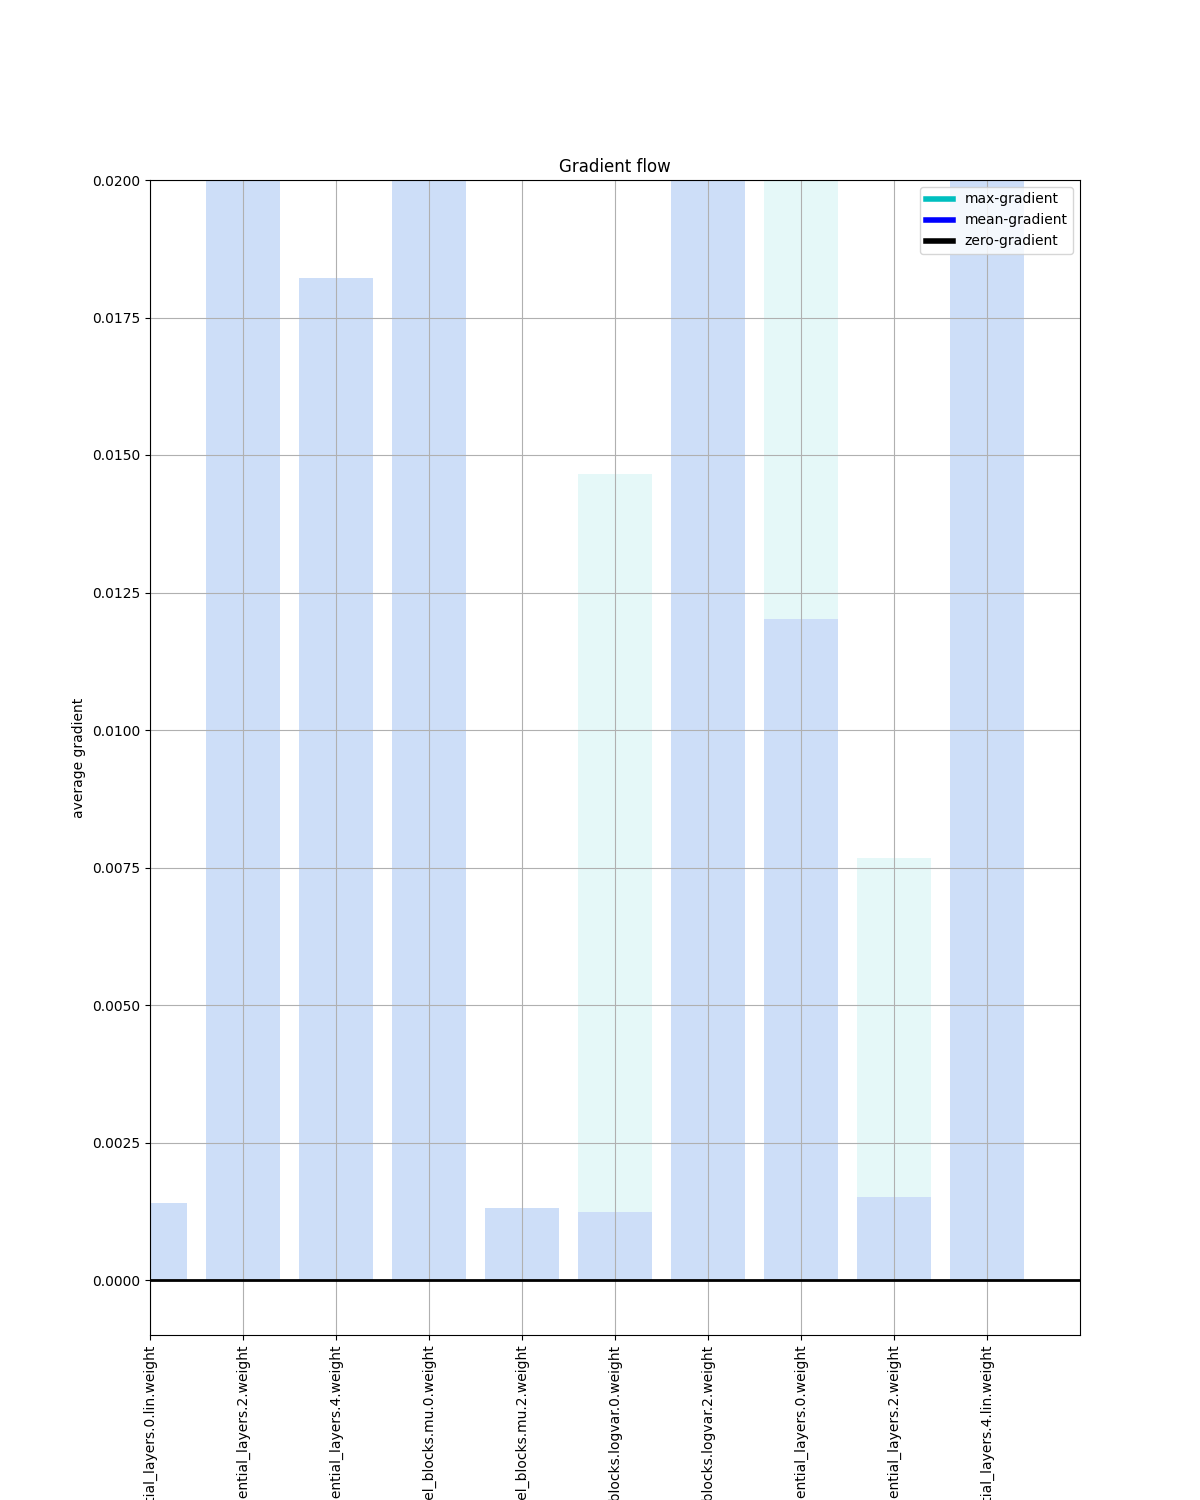 Gradient flow
max-gradient
mean-gradient
zero-gradient
average gradient
0.0200
0.0175
0.0150
0.0125
0.0100
0.0075
0.0050
0.0025
0.0000
tial_layers.0.lin.weight
ential_layers.2.weight
ential_layers.4.weight
el_blocks.mu.0.weight
el_blocks.mu.2.weight
blocks.logvar.0.weight
blocks.logvar.2.weight
ential_layers.0.weight
ential_layers.2.weight
tial_layers.4.lin.weight